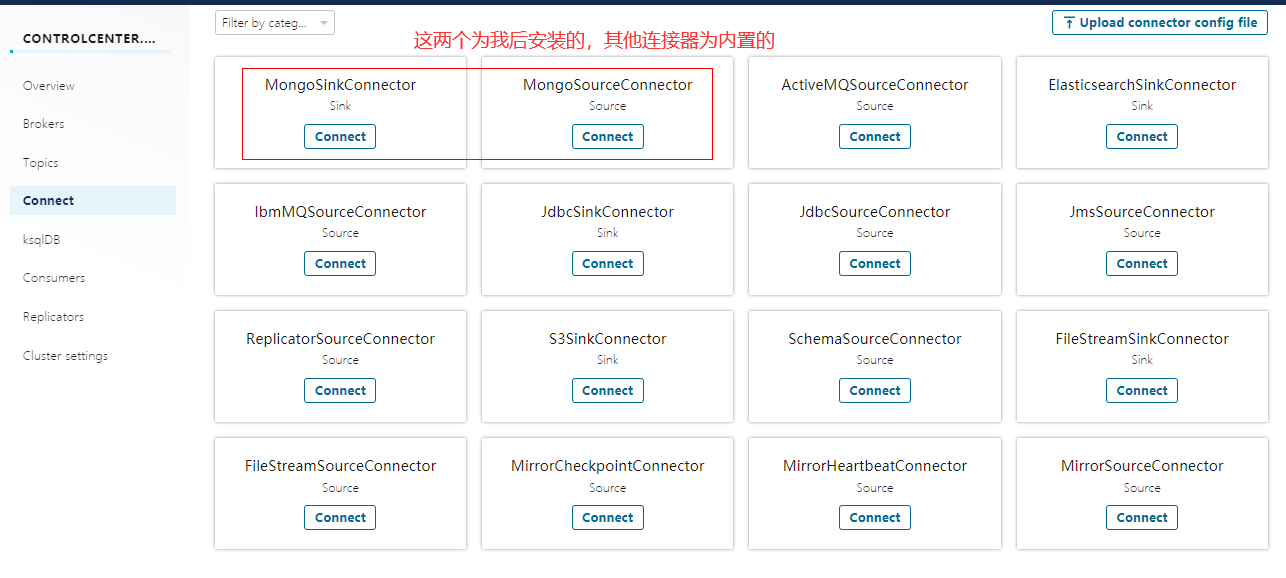 CONTROLCENTER....
Overview
Brokers
Topics
Connect
ksqlDB
Consumers
Replicators
Cluster settings
Filter by categ...
Upload connector config file
这两个为我后安装的，其他连接器为内置的
MongoSinkConnector
Sink
Connect
MongoSourceConnector
Source
Connect
ActiveMQSourceConnector
Source
Connect
ElasticsearchSinkConnector
Sink
Connect
IbmMQSourceConnector
Source
Connect
JdbcSinkConnector
Sink
Connect
JdbcSourceConnector
Source
Connect
JmsSourceConnector
Source
Connect
ReplicatorSourceConnector
Source
Connect
S3SinkConnector
Sink
Connect
SchemaSourceConnector
Source
Connect
FileStreamSinkConnector
Sink
Connect
FileStreamSourceConnector
Source
Connect
MirrorCheckpointConnector
Source
Connect
MirrorHeartbeatConnector
Source
Connect
MirrorSourceConnector
Source
Connect